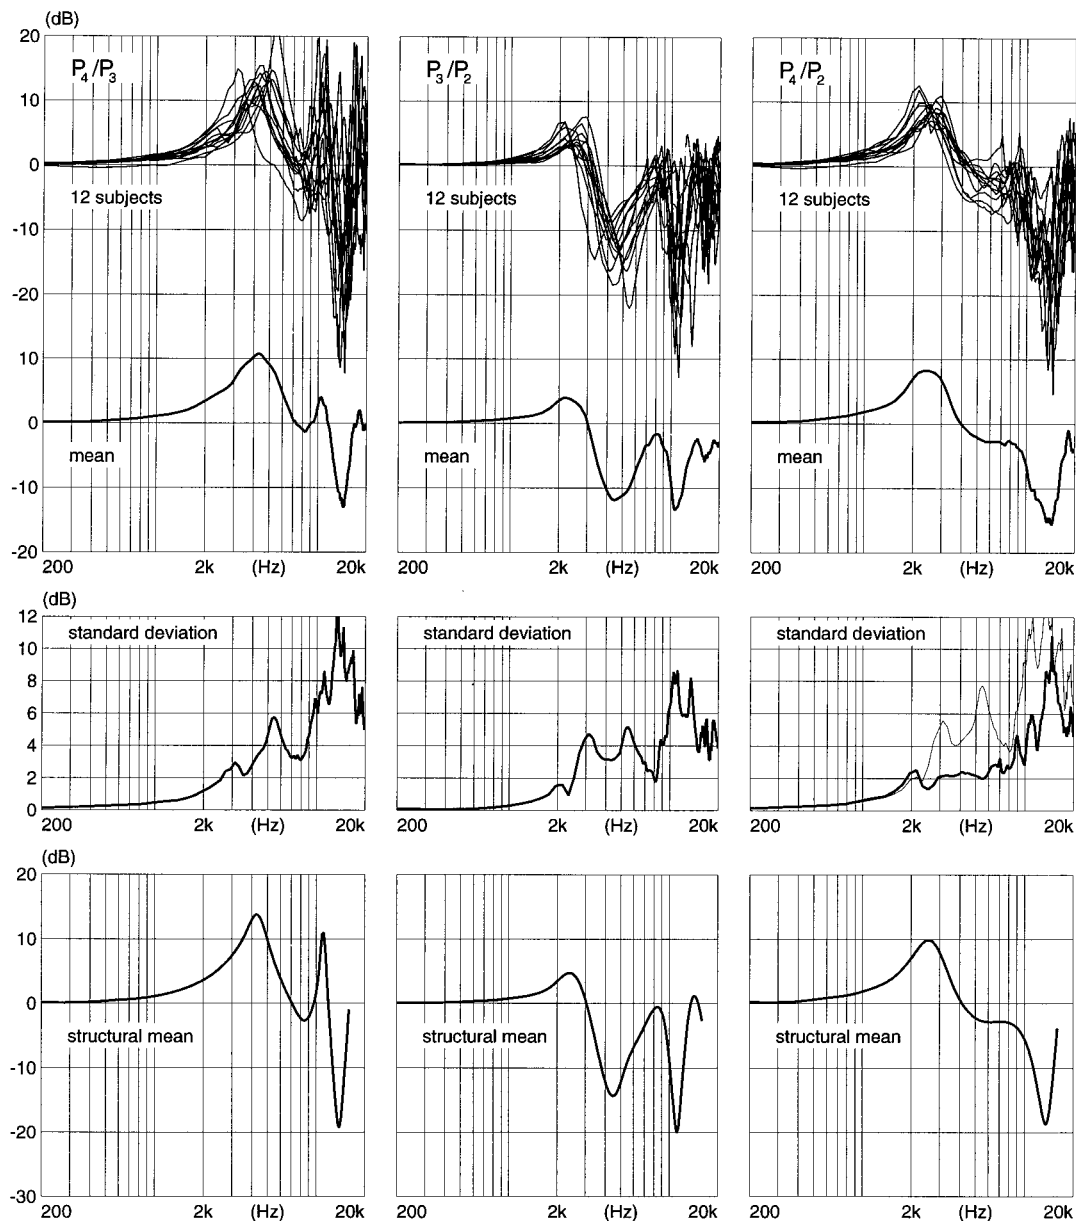 (dB)
20
10
0
-10
-20
10
0
-10
-20
P4/P3
12 subjects
mean
200 2k (Hz) 20k
P3/P2
12 subjects
mean
200 2k (Hz) 20k
P4/P2
12 subjects
mean
200 2k (Hz) 20k
(dB)
12
10
8
6
4
2
0
standard deviation
200 2k (Hz) 20k
standard deviation
200 2k (Hz) 20k
standard deviation
200 2k (Hz) 20k
(dB)
20
10
0
-10
-20
-30
structural mean
200 2k (Hz) 20k
structural mean
200 2k (Hz) 20k
structural mean
200 2k (Hz) 20k